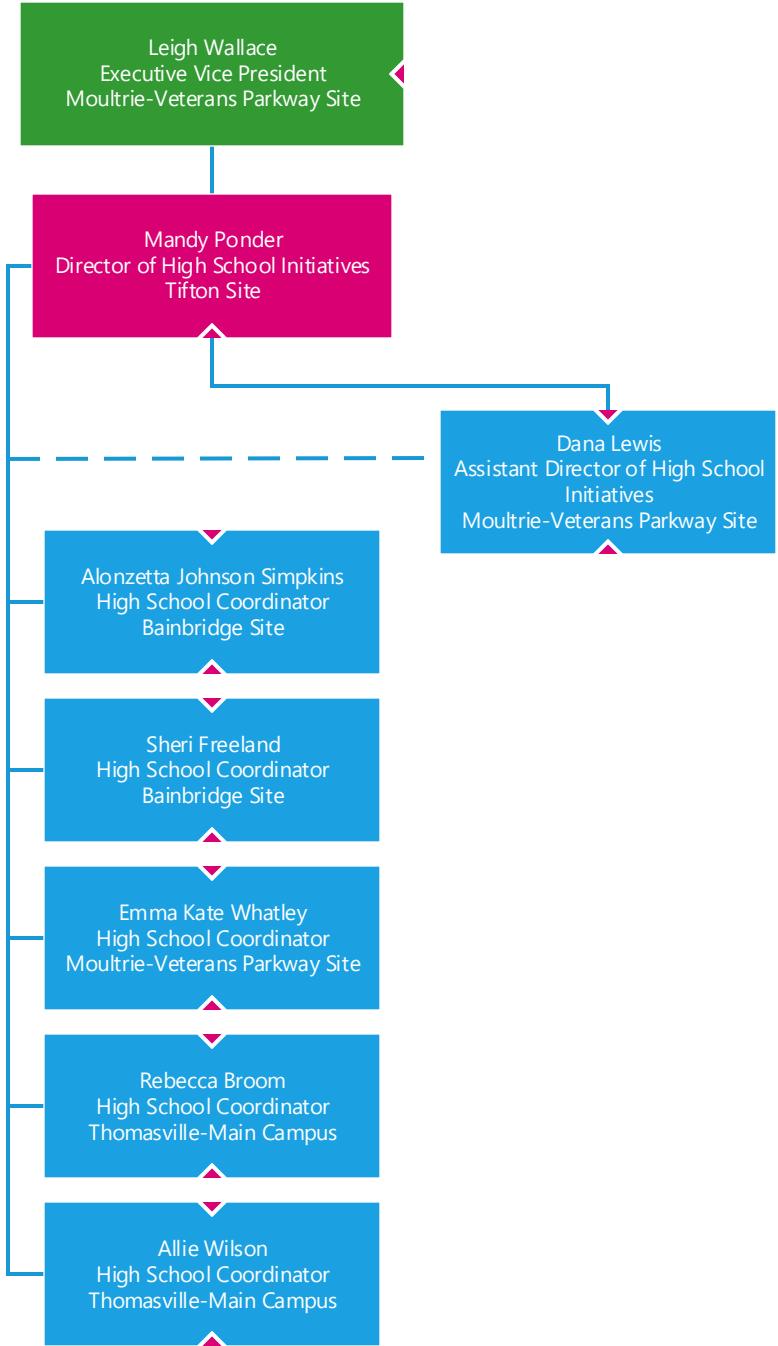 Leigh Wallace
Executive Vice President
Moultrie-Veterans Parkway Site
Mandy Ponder
Director of High School Initiatives
Tifton Site
Dana Lewis
Assistant Director of High School
Initiatives
Moultrie-Veterans Parkway Site
Alonzetta Johnson Simpkins
High School Coordinator
Bainbridge Site
Sheri Freeland
High School Coordinator
Bainbridge Site
Emma Kate Whatley
High School Coordinator
Moultrie-Veterans Parkway Site
Rebecca Broom
High School Coordinator
Thomasville-Main Campus
Allie Wilson
High School Coordinator
Thomasville-Main Campus